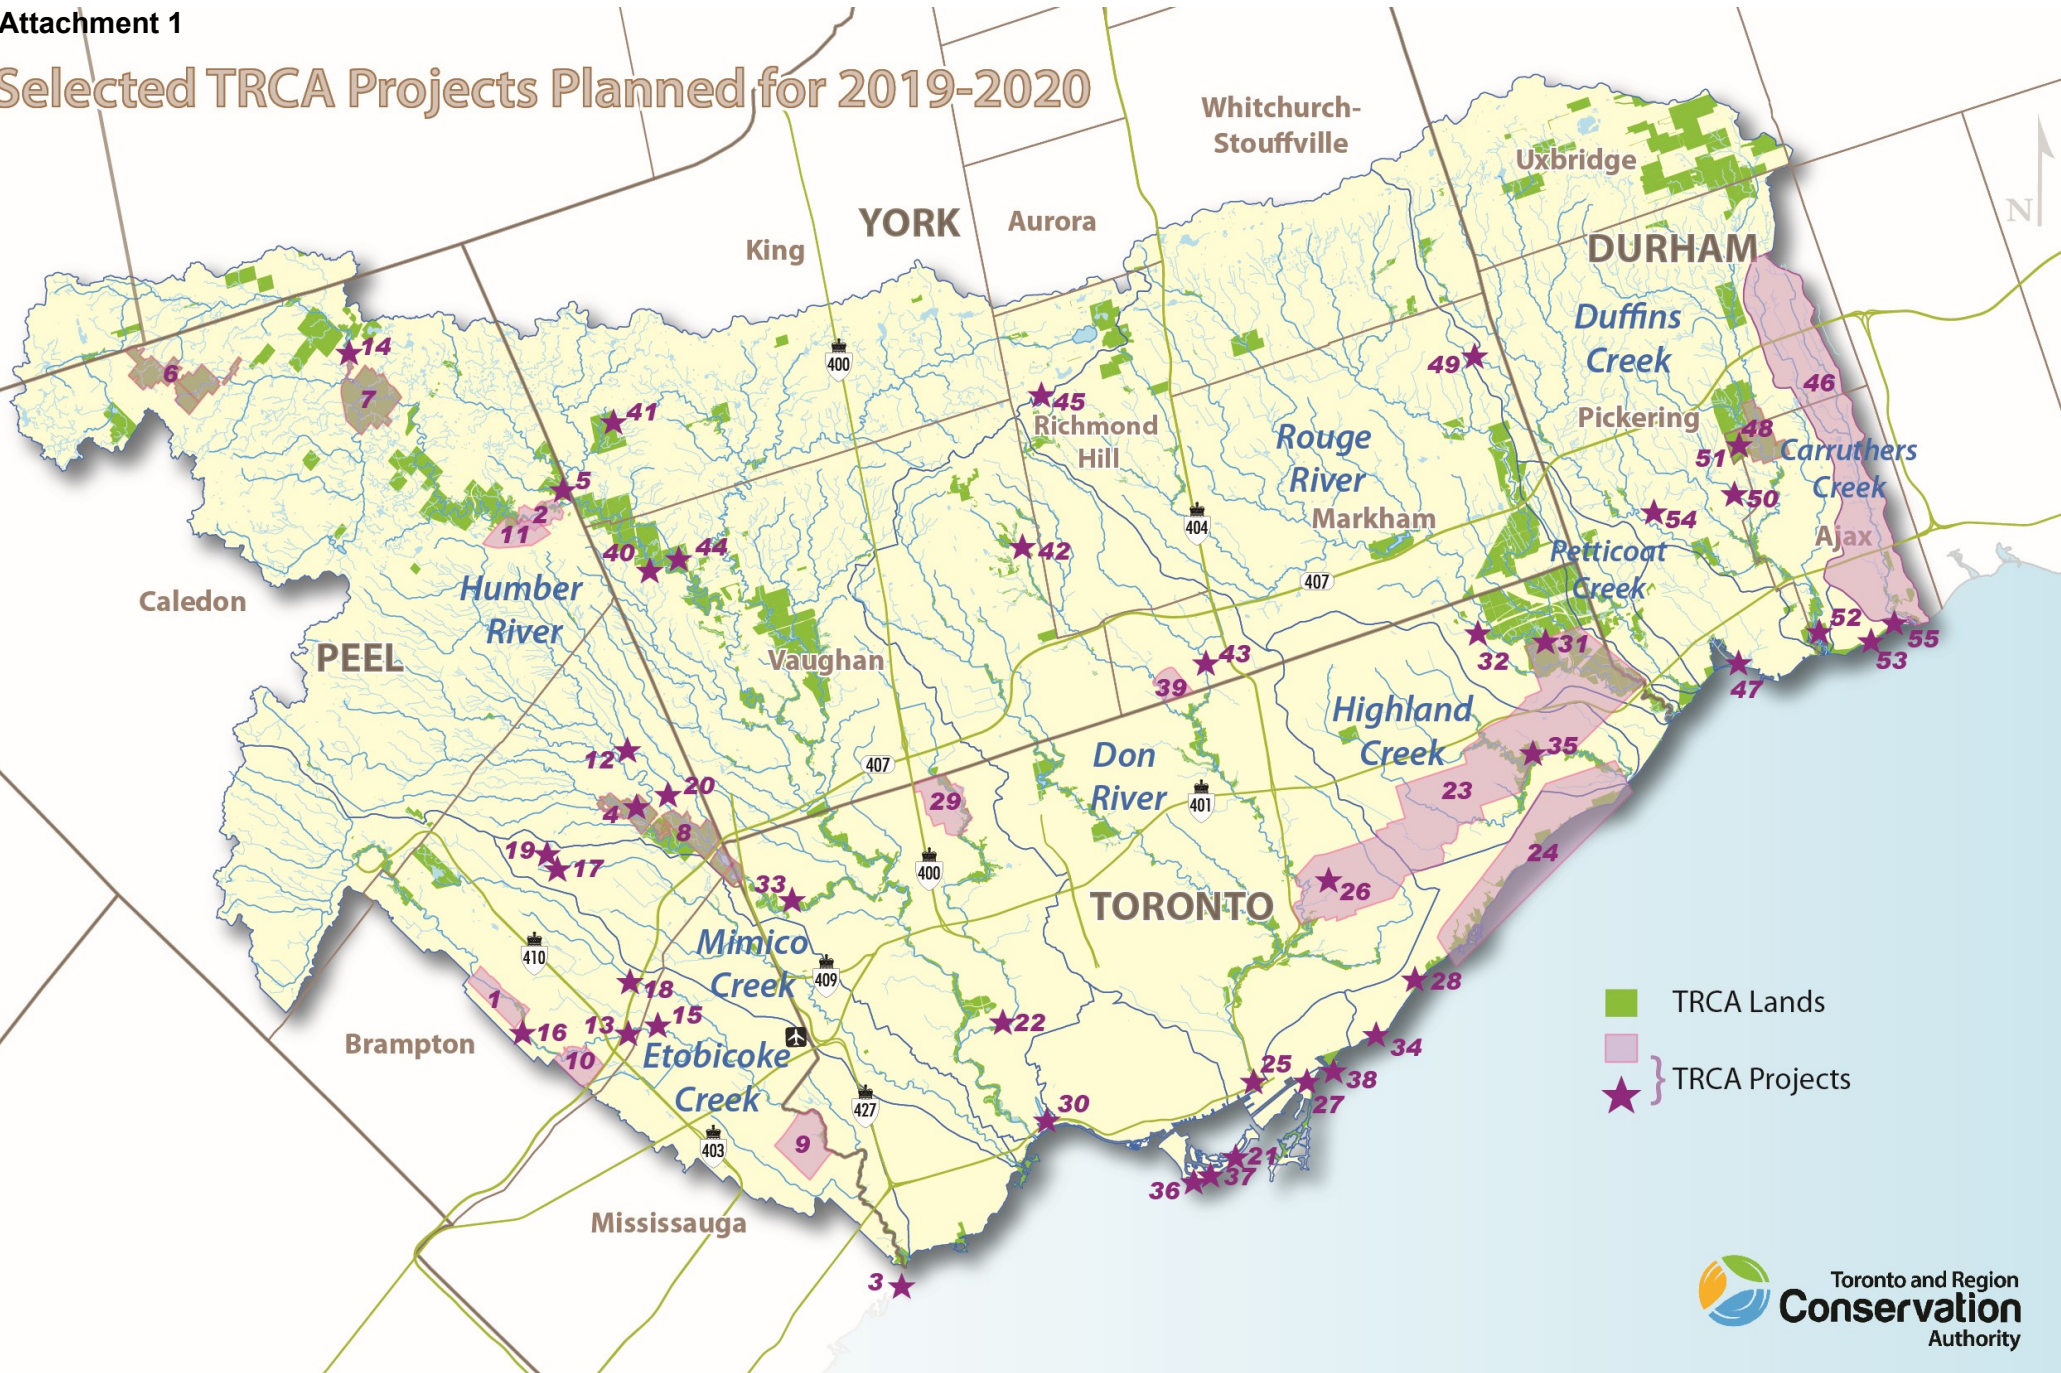 Attachment 1
Selected TRCA Projects Planned for 2019-2020
Whitchurch-
Stouffville
Uxbridge
N
YORK
Aurora
King
DURHAM
Duffins
Creek
400
14
6
7
49
46
41
45
Richmond
Hill
Pickering
48
51
Carruthers
Creek
Rouge
River
5
2
11
404
Markham
50
54
Ajax
40
44
42
Petticoat
Creek
407
Humber
River
Caledon
PEEL
Vaughan
52
55
53
47
31
32
43
39
Highland
Creek
35
12
20
4
8
407
29
Don
River
401
23
24
19
17
33
400
26
TORONTO
Mimico
Creek
410
409
28
1
18
16
13
15
22
TRCA Lands
Brampton
10
Etobicoke
Creek
34
25
38
27
TRCA Projects
30
427
9
403
21
37
36
Mississauga
3
Toronto and Region
Conservation
Authority